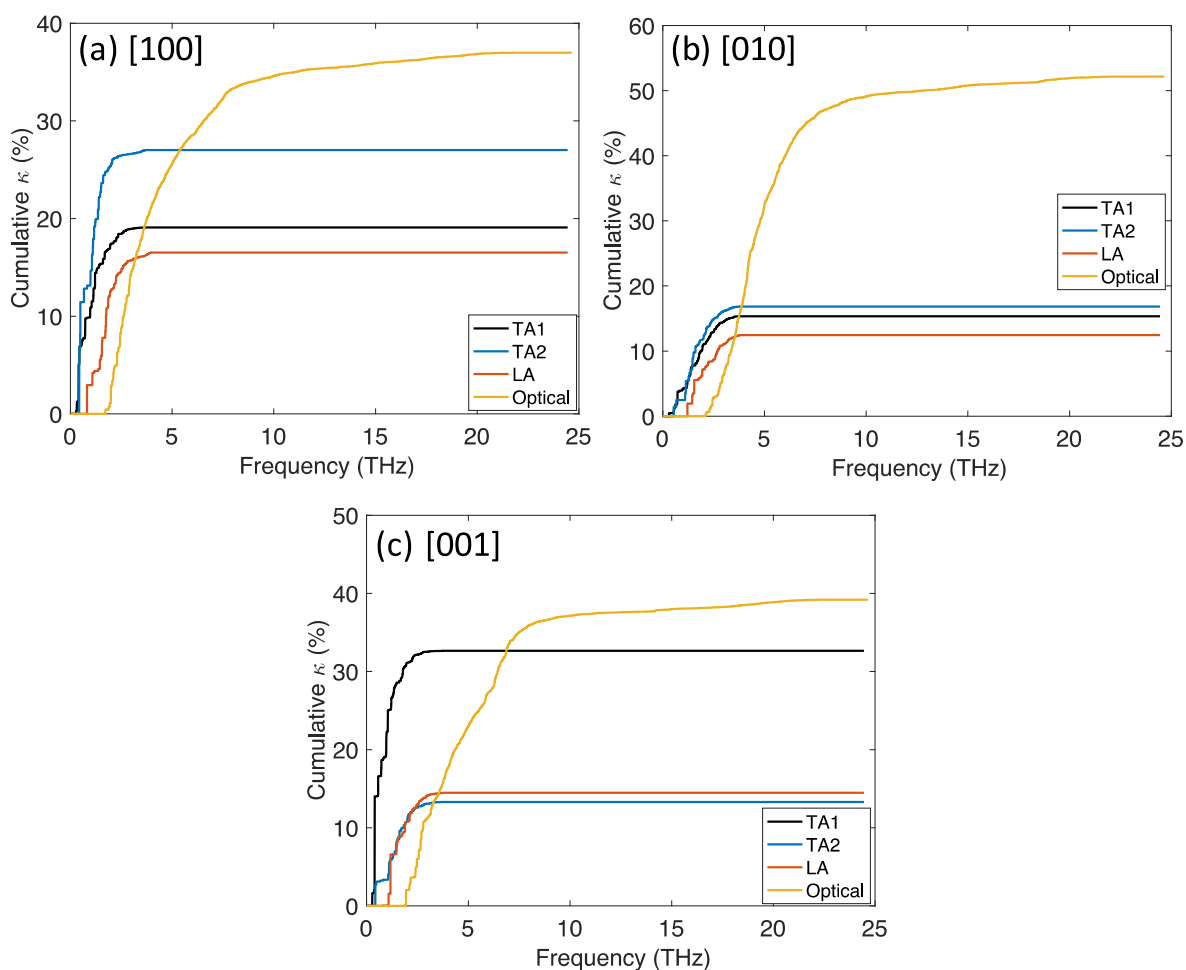 (a) [100]
Cumulative κ (%)
40
30
20
10
0
0 5 10 15 20 25
Frequency (THz)
TA1
TA2
LA
Optical
(b) [010]
Cumulative κ (%)
60
50
40
30
20
10
0
0 5 10 15 20 25
Frequency (THz)
TA1
TA2
LA
Optical
(c) [001]
Cumulative κ (%)
50
40
30
20
10
0
0 5 10 15 20 25
Frequency (THz)
TA1
TA2
LA
Optical